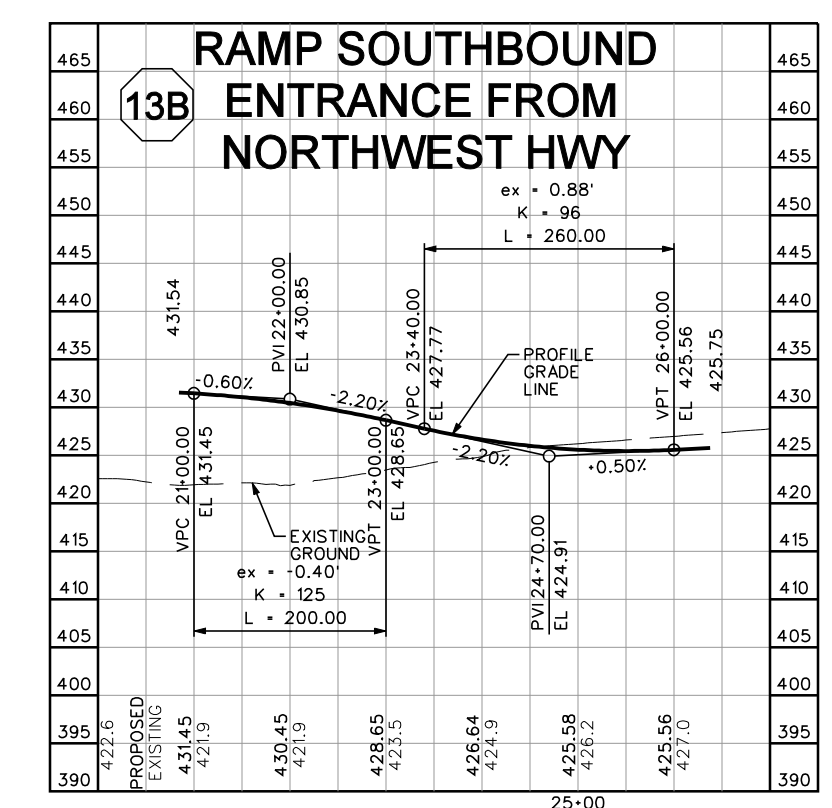 RAMP SOUTHBOUND
ENTRANCE FROM
NORTHWEST HWY
13B
465
465
460
460
455
455
450
450
445
445
440
440
435
435
430
430
425
425
420
420
415
415
410
410
405
405
400
400
395
395
390
390
ex = 0.88'
K = 96
L = 260.00
431.54
PVI 22+00.00
EL 430.85
VPC 23+40.00
EL 427.77
VPT 26+00.00
EL 425.56
425.75
PROFILE
GRADE
LINE
-0.60%
-2.20%
-2.20%
+0.50%
VPC 21+00.00
EL 431.45
VPT 23+00.00
EL 428.65
EXISTING
GROUND
PVI 24+70.00
EL 424.91
ex = -0.40'
K = 125
L = 200.00
422.6
PROPOSED
EXISTING
431.45
421.9
430.45
421.9
428.65
423.5
426.64
424.9
425.58
426.2
425.56
427.0
25+00